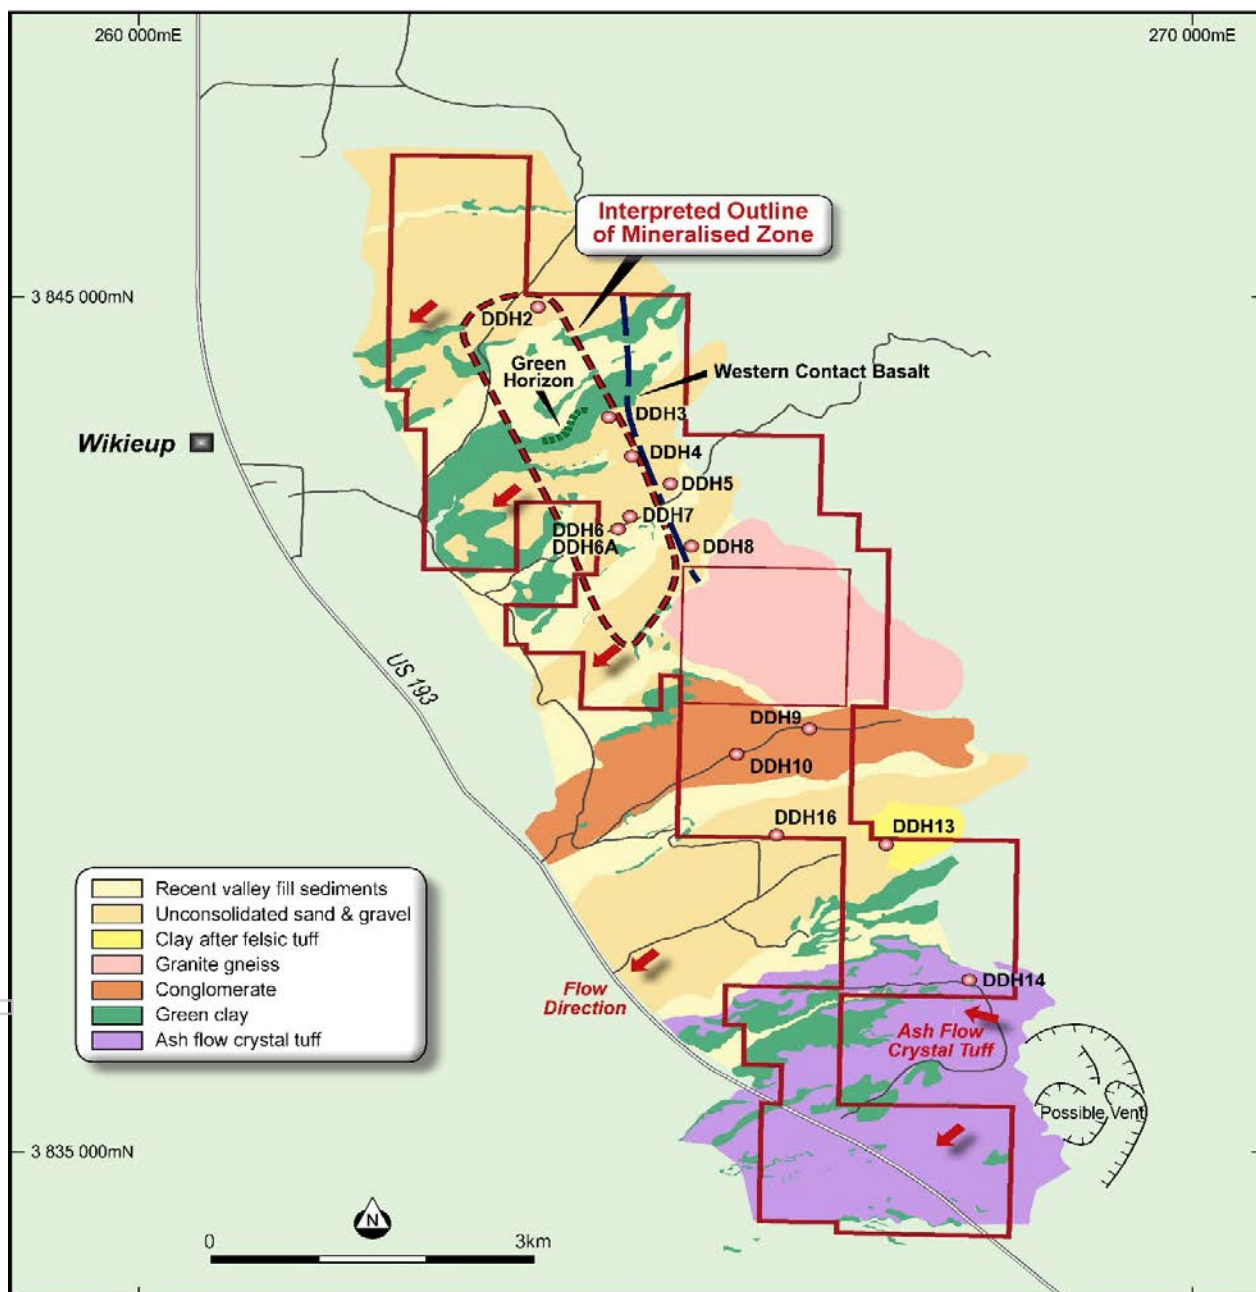 260 000mE
270 000mE
Interpreted Outline
of Mineralised Zone
3 845 000mN
DDH2
Green
Horizon
Western Contact Basalt
DDH3
Wikieup
DDH4
DDH5
DDH7
DDH6
DDH6A
DDH8
US 193
DDH9
DDH10
DDH16
DDH13
Recent valley fill sediments
Unconsolidated sand & gravel
Clay after felsic tuff
Granite gneiss
Conglomerate
Green clay
Ash flow crystal tuff
Flow
Direction
DDH14
Ash Flow
Crystal Tuff
Possible Vent
3 835 000mN
N
0
3km